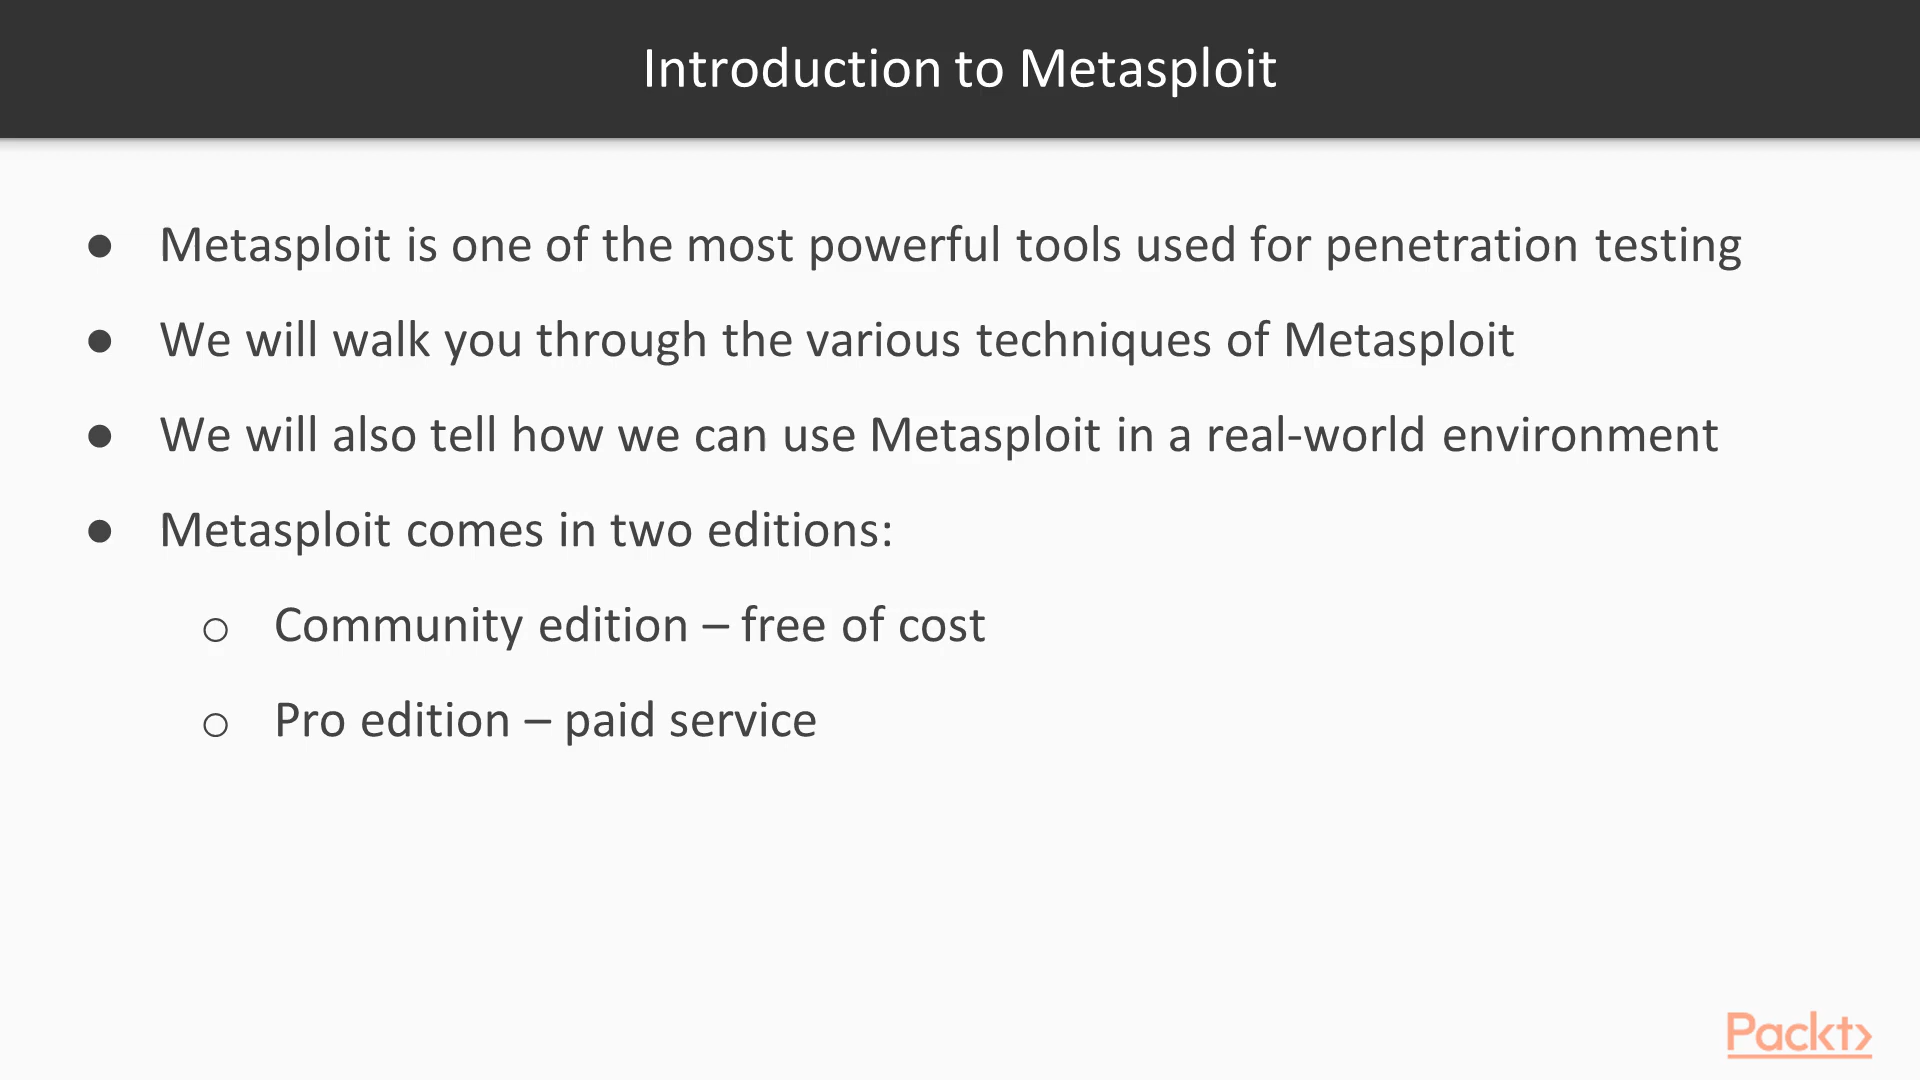 Introduction to Metasploit
● Metasploit is one of the most powerful tools used for penetration testing
● We will walk you through the various techniques of Metasploit
● We will also tell how we can use Metasploit in a real-world environment
● Metasploit comes in two editions:
○ Community edition – free of cost
○ Pro edition – paid service
Packt>